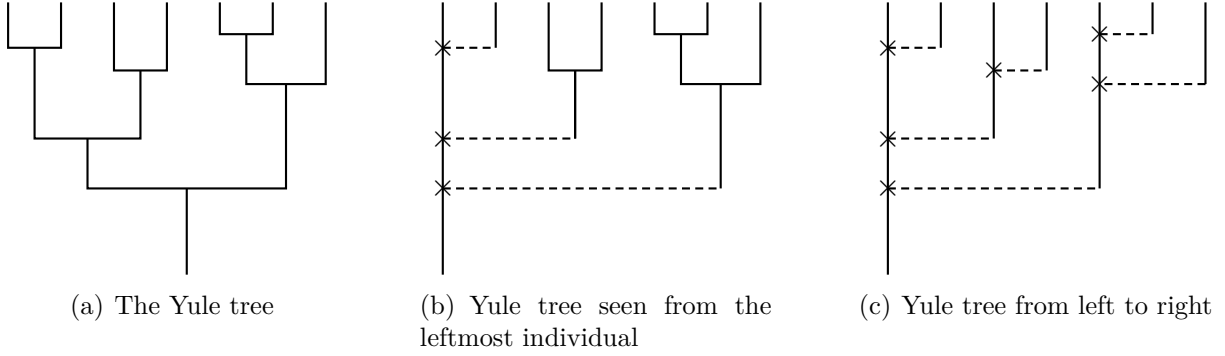 (a) The Yule tree
(b) Yule tree seen from the
leftmost individual
(c) Yule tree from left to right